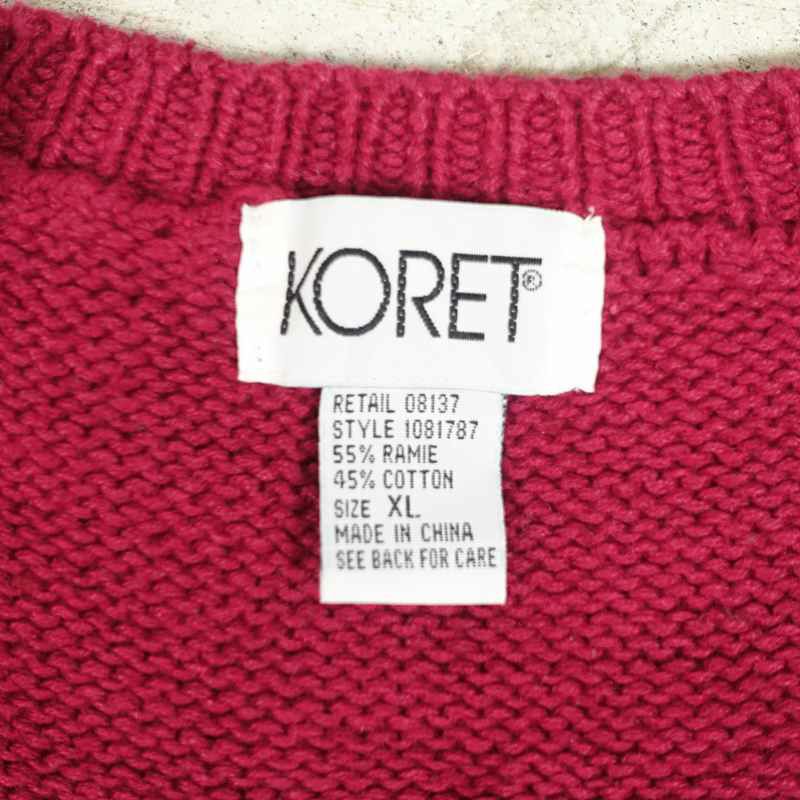 KORET®
RETAIL 08137
STYLE 1081787
55% RAMIE
45% COTTON
SIZE XL
MADE IN CHINA
SEE BACK FOR CARE